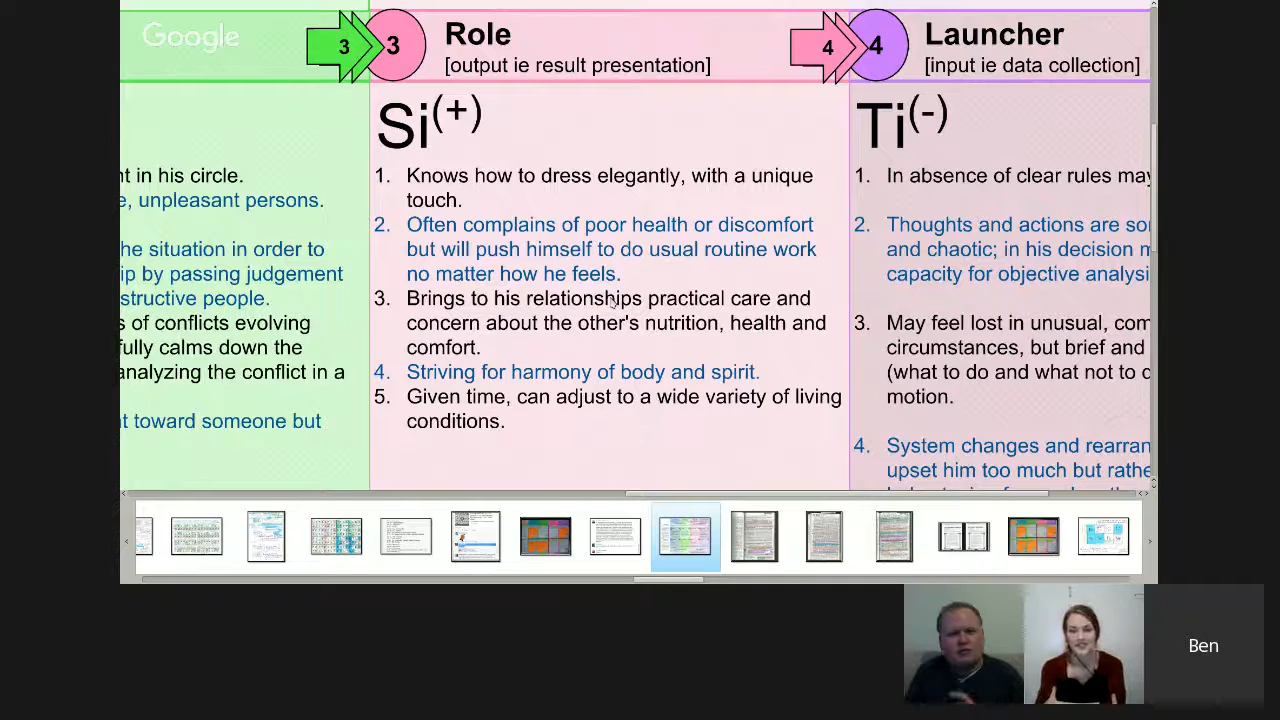 Google
3
3
Role
[output ie result presentation]
4
4
Launcher
[input ie data collection]
nt in his circle.
e, unpleasant persons.
he situation in order to
ip by passing judgement
structive people.
s of conflicts evolving
fully calms down the
analyzing the conflict in a
t toward someone but
Si(+)
1. Knows how to dress elegantly, with a unique
touch.
2. Often complains of poor health or discomfort
but will push himself to do usual routine work
no matter how he feels.
3. Brings to his relationships practical care and
concern about the other's nutrition, health and
comfort.
4. Striving for harmony of body and spirit.
5. Given time, can adjust to a wide variety of living
conditions.
Ti(-)
1. In absence of clear rules may
2. Thoughts and actions are so
and chaotic; in his decision m
capacity for objective analysi
3. May feel lost in unusual, com
circumstances, but brief and
(what to do and what not to d
motion.
4. System changes and rearran
upset him too much but rathe
Ben